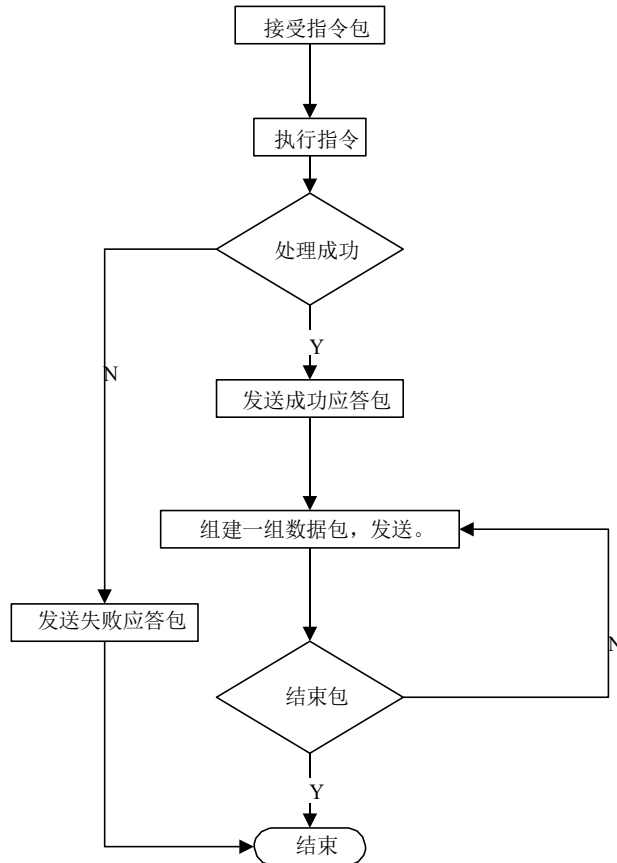 接受指令包
执行指令
处理成功
N
Y
发送成功应答包
组建一组数据包，发送。
发送失败应答包
N
结束包
Y
结束